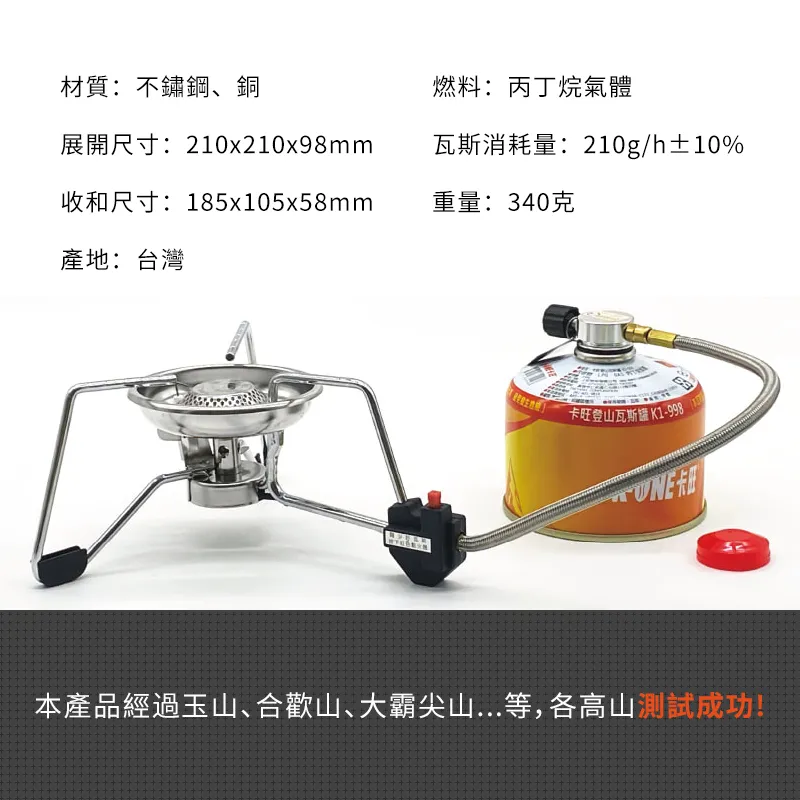 材質：不鏽鋼、銅
燃料：丙丁烷氣體
展開尺寸：210x210x98mm
瓦斯消耗量：210g/h±10%
收和尺寸：185x105x58mm
重量：340克
產地：台灣
卡旺登山瓦斯罐 K1-998
K-ONE卡旺
本產品經過玉山、合歡山、大霸尖山...等，各高山測試成功!